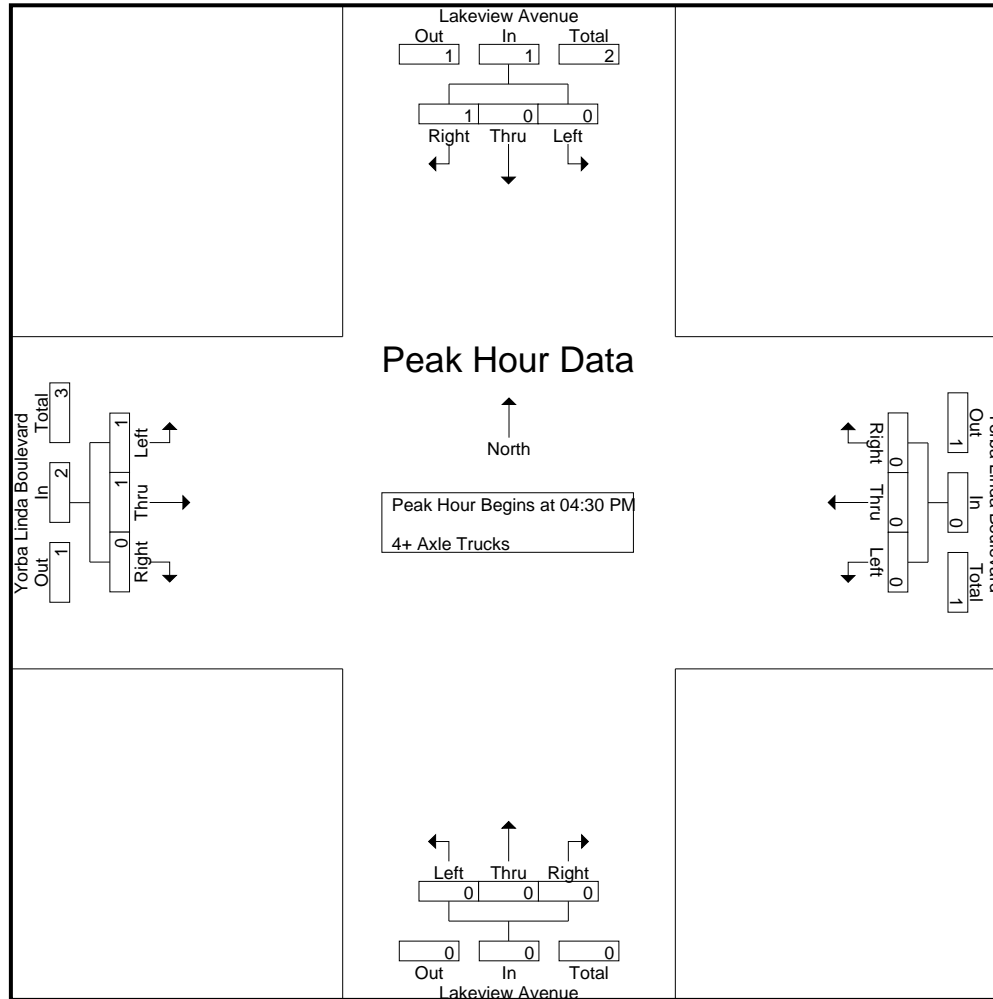 Lakeview Avenue
Out In Total
1 1 2
1 0 0
Right Thru Left
Peak Hour Data
North
Peak Hour Begins at 04:30 PM
4+ Axle Trucks
Yorba Linda Boulevard
Out In Total
1 2 3
0 1 1
Right Thru Left
Yorba Linda Boulevard
Out In Total
1 0 1
Right Thru Left
0 0 0
Left Thru Right
0 0 0
0 0 0
Out In Total
Lakeview Avenue